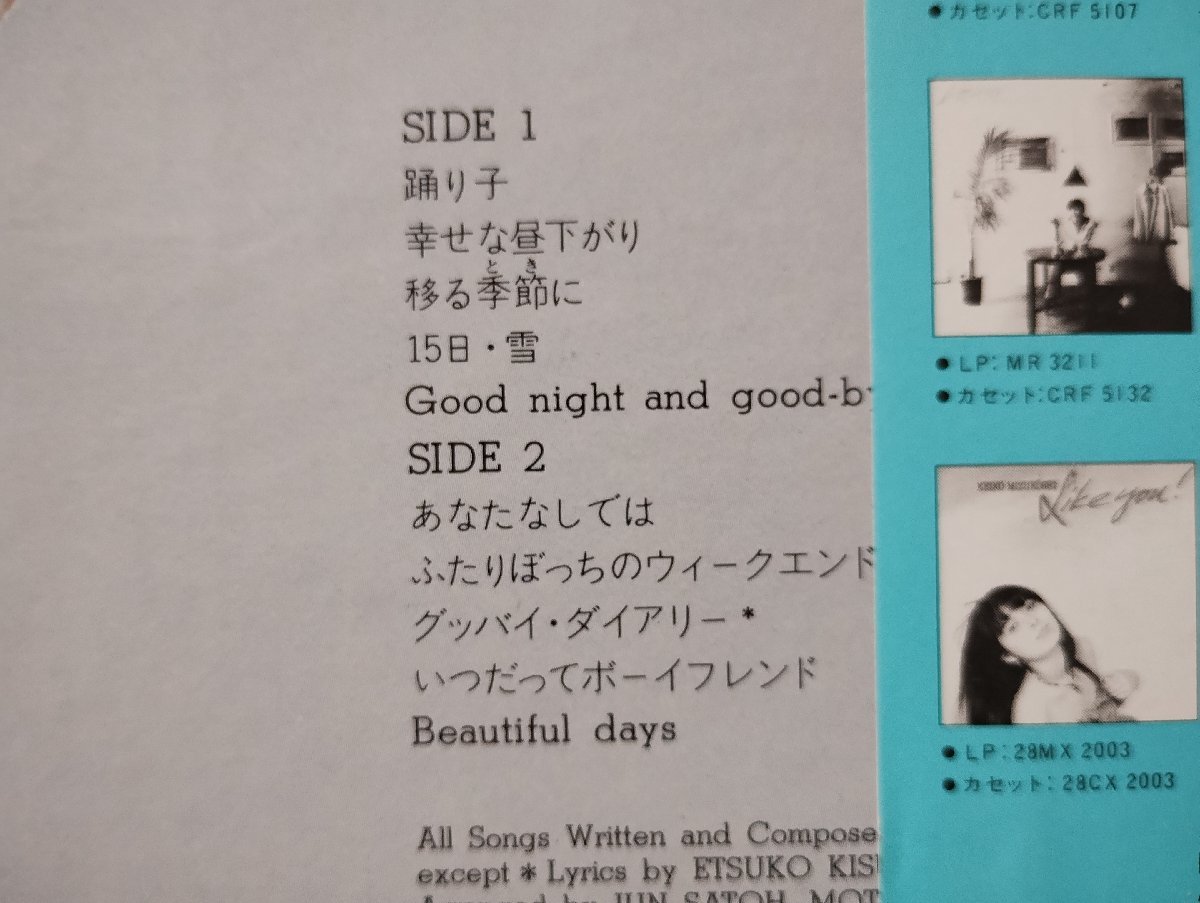 SIDE 1
踊り子
幸せな昼下がり
とき
移る季節に
15日・雪
Good night and good-by
SIDE 2
あなたなしでは
ふたりぼっちのウィークエンド
グッバイ・ダイアリー*
いつだってボーイフレンド
Beautiful days
All Songs Written and Compose
except * Lyrics by ETSUKO KIS
by JUN SATOH, MOT
●カセット:CRF 5107
●LP: MR 3211
●カセット:CRF 5132
Like you!
●LP:28MX 2003
●カセット: 28CX 2003